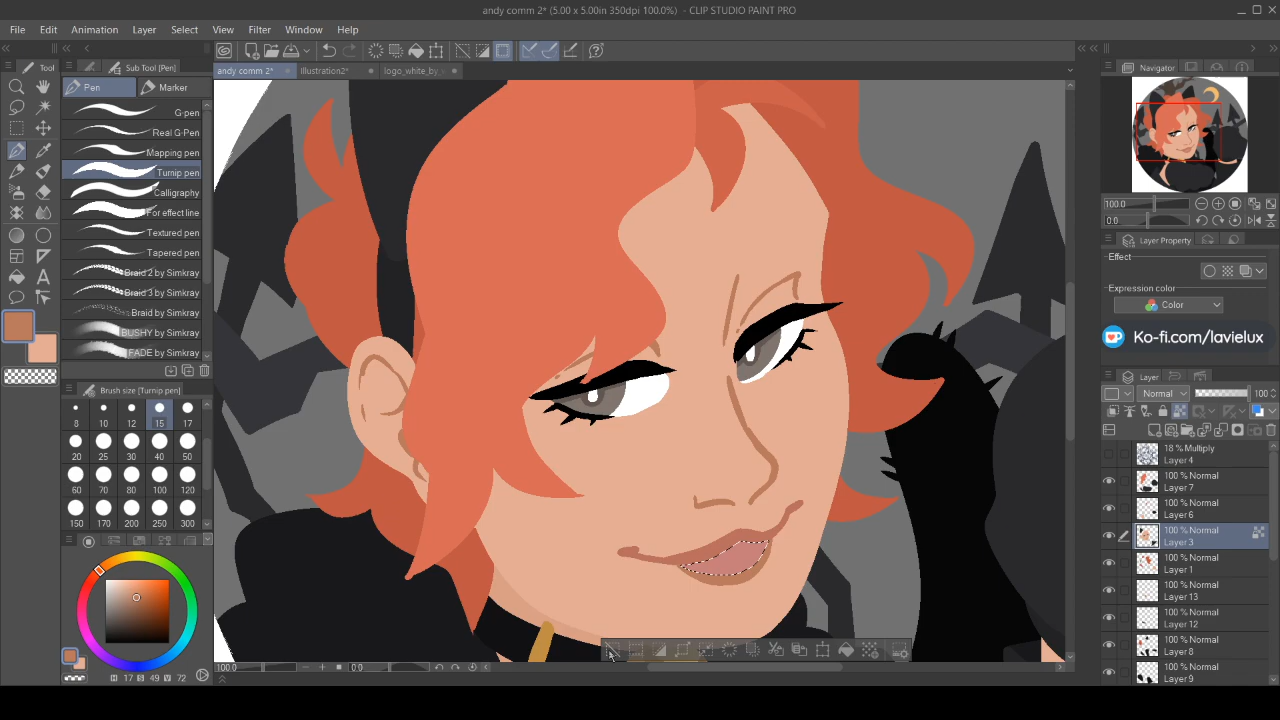 andy comm 2* (5.00 x 5.00in 350dpi 100.0%) - CLIP STUDIO PAINT PRO
File Edit Animation Layer Select View Filter Window Help
Tool
Sub Tool [Pen]
andy comm 2*
Illustration2*
logo_white_by
Navigator
Pen
Marker
G-pen
Real G-Pen
Mapping pen
Turnip pen
Calligraphy
For effect line
Textured pen
Tapered pen
Braid 2 by Simkray
Braid 3 by Simkray
Braid by Simkray
BUSHY by Simkray
FADE by Simkray
Brush size [Turnip pen]
8 10 12 15 17
20 25 30 40 50
60 70 80 100 120
150 170 200 250 300
H 17 S 49 V 72
100.0
0.0
100.0
0.0
Layer Property
Effect
Expression color
Color
Ko-fi.com/lavielux
Layer
Normal
100
18 % Multiply
Layer 4
100 % Normal
Layer 7
100 % Normal
Layer 6
100 % Normal
Layer 3
100 % Normal
Layer 1
100 % Normal
Layer 13
100 % Normal
Layer 12
100 % Normal
Layer 8
100 % Normal
Layer 9